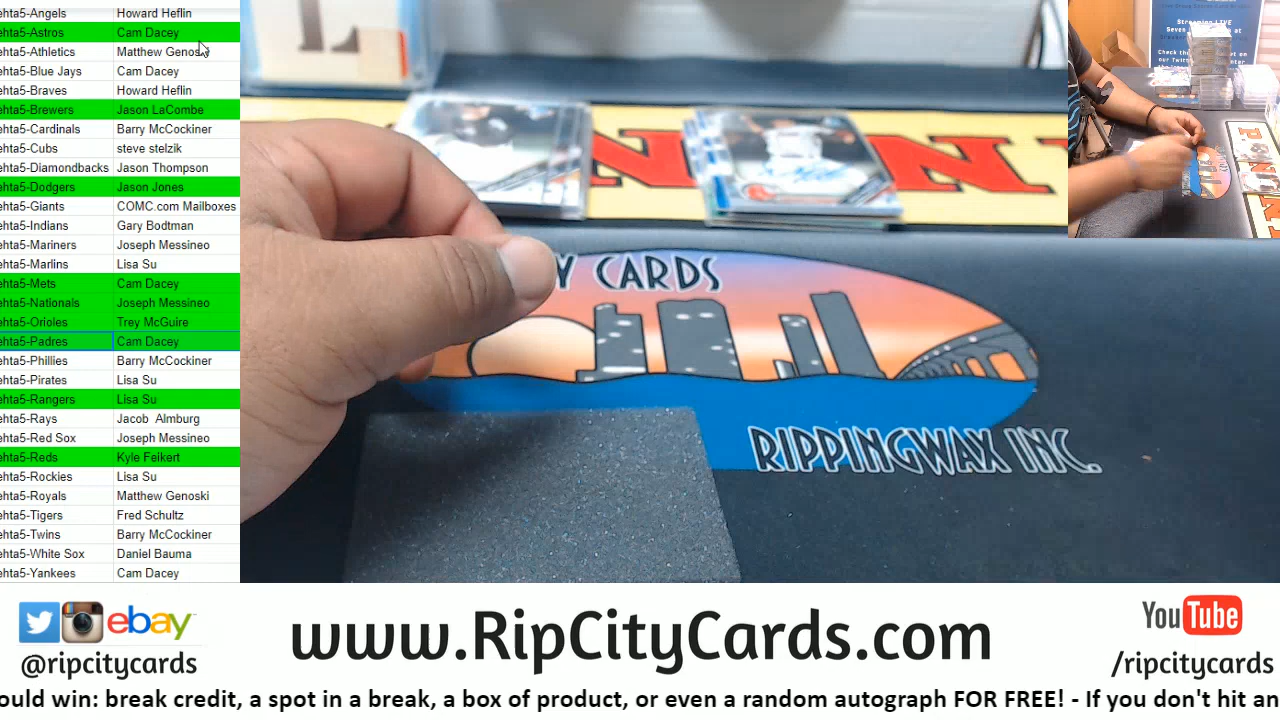 ehta5-Angels Howard Heflin
ehta5-Astros Cam Dacey
ehta5-Athletics Matthew Genoski
ehta5-Blue Jays Cam Dacey
ehta5-Braves Howard Heflin
ehta5-Brewers Jason LaCombe
ehta5-Cardinals Barry McCockiner
ehta5-Cubs steve stelzik
ehta5-Diamondbacks Jason Thompson
ehta5-Dodgers Jason Jones
ehta5-Giants COMC.com Mailboxes
ehta5-Indians Gary Bodtman
ehta5-Mariners Joseph Messineo
ehta5-Marlins Lisa Su
ehta5-Mets Cam Dacey
ehta5-Nationals Joseph Messineo
ehta5-Orioles Trey McGuire
ehta5-Padres Cam Dacey
ehta5-Phillies Barry McCockiner
ehta5-Pirates Lisa Su
ehta5-Rangers Lisa Su
ehta5-Rays Jacob Almburg
ehta5-Red Sox Joseph Messineo
ehta5-Reds Kyle Feikert
ehta5-Rockies Lisa Su
ehta5-Royals Matthew Genoski
ehta5-Tigers Fred Schultz
ehta5-Twins Barry McCockiner
ehta5-White Sox Daniel Bauma
ehta5-Yankees Cam Dacey
Y CARDS
RIPPINGWAX INC.
Streaming LIVE
Seven
Check th
ebay
@ripcitycards
www.RipCityCards.com
YouTube
/ripcitycards
ould win: break credit, a spot in a break, a box of product, or even a random autograph FOR FREE! - If you don't hit an